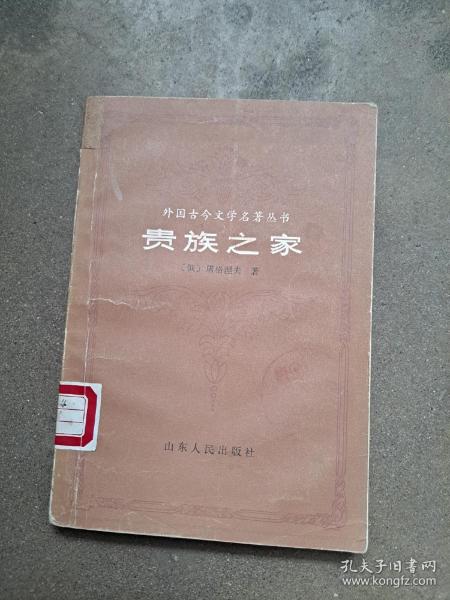 外国古今文学名著丛书
贵族之家
〔俄〕屠格涅夫 著
山东人民出版社
孔夫子旧书网
www.kongfz.com